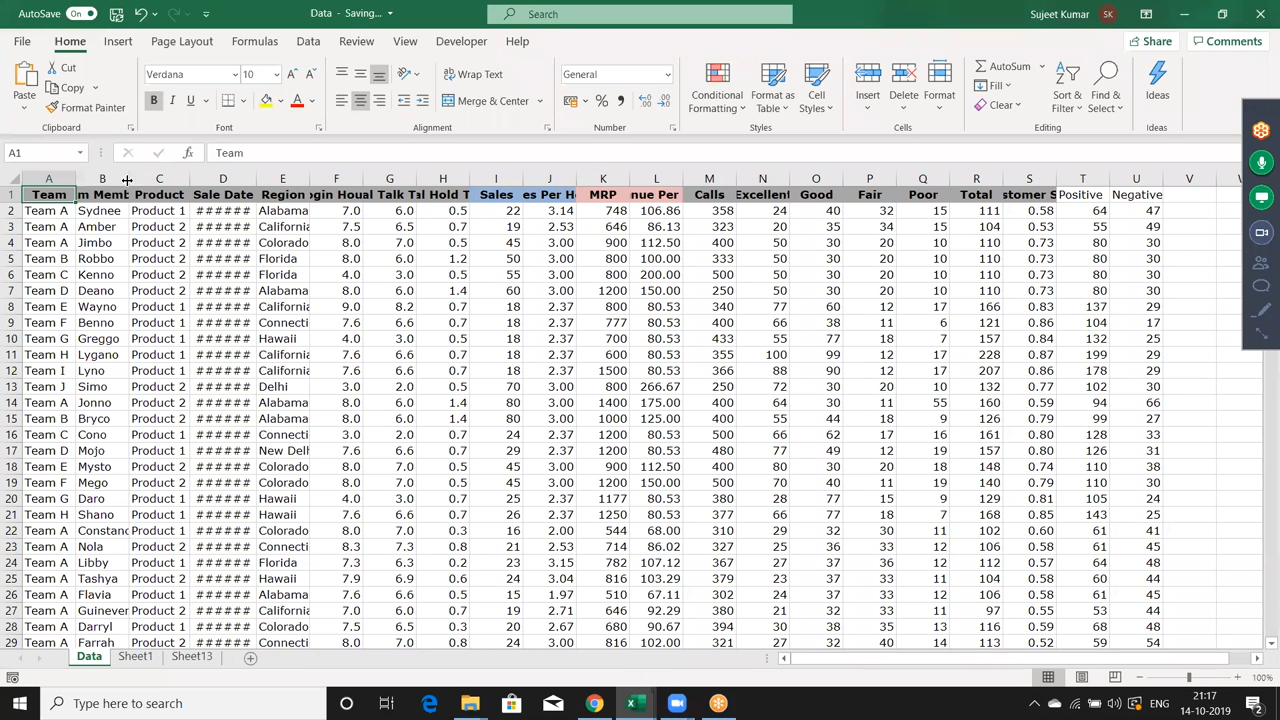 AutoSave On Data - Saving... Search Sujeet Kumar SK
File Home Insert Page Layout Formulas Data Review View Developer Help Share Comments
Paste Cut Copy Format Painter Verdana 10 Wrap Text Merge & Center General Conditional Formatting Format as Table Cell Styles Insert Delete Format AutoSum Fill Clear Sort & Filter Find & Select Ideas
Clipboard Font Alignment Number Styles Cells Editing Ideas
A1 fx Team
A B C D E F G H I J K L M N O P Q R S T U V W
1 Team m Memb Product Sale Date Region gin Hou al Talk T al Hold T Sales es Per H MRP nue Per Calls Excellent Good Fair Poor Total stomer S Positive Negative
2 Team A Sydnee Product 1 ###### Alabama 7.0 6.0 0.5 22 3.14 748 106.86 358 24 40 32 15 111 0.58 64 47
3 Team A Amber Product 2 ###### California 7.5 6.5 0.7 19 2.53 646 86.13 323 20 35 34 15 104 0.53 55 49
4 Team A Jimbo Product 2 ###### Colorado 8.0 7.0 0.5 45 3.00 900 112.50 400 50 30 20 10 110 0.73 80 30
5 Team B Robbo Product 2 ###### Florida 8.0 6.0 1.2 50 3.00 800 100.00 333 50 30 20 10 110 0.73 80 30
6 Team C Kenno Product 2 ###### Florida 4.0 3.0 0.5 55 3.00 800 200.00 500 50 30 20 10 110 0.73 80 30
7 Team D Deano Product 2 ###### Alabama 8.0 6.0 1.4 60 3.00 1200 150.00 250 50 30 20 10 110 0.73 80 30
8 Team E Wayno Product 1 ###### California 9.0 8.2 0.7 18 2.37 1200 80.53 340 77 60 12 17 166 0.83 137 29
9 Team F Benno Product 1 ###### Connecti 7.6 6.6 0.7 18 2.37 777 80.53 400 66 38 11 6 121 0.86 104 17
10 Team G Greggo Product 1 ###### Hawaii 4.0 3.0 0.7 18 2.37 700 80.53 433 55 77 18 7 157 0.84 132 25
11 Team H Lygano Product 1 ###### California 7.6 6.6 0.7 18 2.37 600 80.53 355 100 99 12 17 228 0.87 199 29
12 Team I Lyno Product 1 ###### California 7.6 6.6 0.7 18 2.37 1500 80.53 366 88 90 12 17 207 0.86 178 29
13 Team J Simo Product 2 ###### Delhi 3.0 2.0 0.5 70 3.00 800 266.67 400 72 30 20 10 132 0.77 102 30
14 Team A Jonno Product 2 ###### Alabama 8.0 6.0 1.4 80 3.00 1400 175.00 400 64 30 11 55 160 0.59 94 66
15 Team B Bryco Product 2 ###### Alabama 8.0 6.0 1.4 80 3.00 1000 125.00 400 55 44 18 9 126 0.79 99 27
16 Team C Cono Product 1 ###### Connecti 3.0 2.0 0.7 24 2.37 1200 80.53 400 66 62 17 16 161 0.80 128 33
17 Team D Mojo Product 1 ###### New Delh 7.6 6.6 0.7 29 2.37 1200 80.53 480 77 49 12 19 157 0.80 126 31
18 Team E Mysto Product 2 ###### Colorado 8.0 7.0 0.5 45 3.00 900 112.50 467 80 30 20 18 148 0.74 110 38
19 Team F Mego Product 2 ###### Colorado 8.0 7.0 0.5 45 3.00 1200 150.00 500 70 40 11 19 140 0.79 110 30
20 Team G Daro Product 1 ###### Hawaii 4.0 3.0 0.7 25 2.37 1177 80.53 380 28 77 15 9 129 0.81 105 24
21 Team H Shano Product 1 ###### Hawaii 7.6 6.6 0.7 26 2.37 1250 80.53 377 66 77 18 7 168 0.85 143 25
22 Team A Constanc Product 1 ###### Colorado 8.0 7.0 0.3 16 2.00 544 68.00 310 29 32 30 11 102 0.60 61 41
23 Team A Nola Product 2 ###### Connecti 8.3 7.3 0.8 21 2.53 714 86.02 327 25 36 33 12 106 0.58 61 45
24 Team A Libby Product 1 ###### Florida 7.3 6.3 0.2 23 3.15 782 107.12 367 27 37 36 12 112 0.57 64 48
25 Team A Tashya Product 2 ###### Hawaii 7.9 6.9 0.6 24 3.04 816 103.29 379 23 37 33 11 104 0.58 60 44
26 Team A Flavia Product 1 ###### Alabama 7.6 6.6 0.5 15 1.97 510 67.11 302 24 37 31 14 106 0.58 61 45
27 Team A Guinever Product 2 ###### California 7.0 6.0 0.5 19 2.71 646 92.29 380 21 32 33 11 97 0.55 53 44
28 Team A Darryl Product 1 ###### Colorado 7.5 6.5 0.3 20 2.67 680 90.67 394 30 38 35 13 116 0.59 68 48
29 Team A Farrah Product 2 ###### Connecti 8.0 7.0 0.8 24 3.00 816 102.00 321 27 32 40 14 113 0.52 59 54
Data Sheet1 Sheet13
100%
Type here to search ENG 21:17 14-10-2019 2